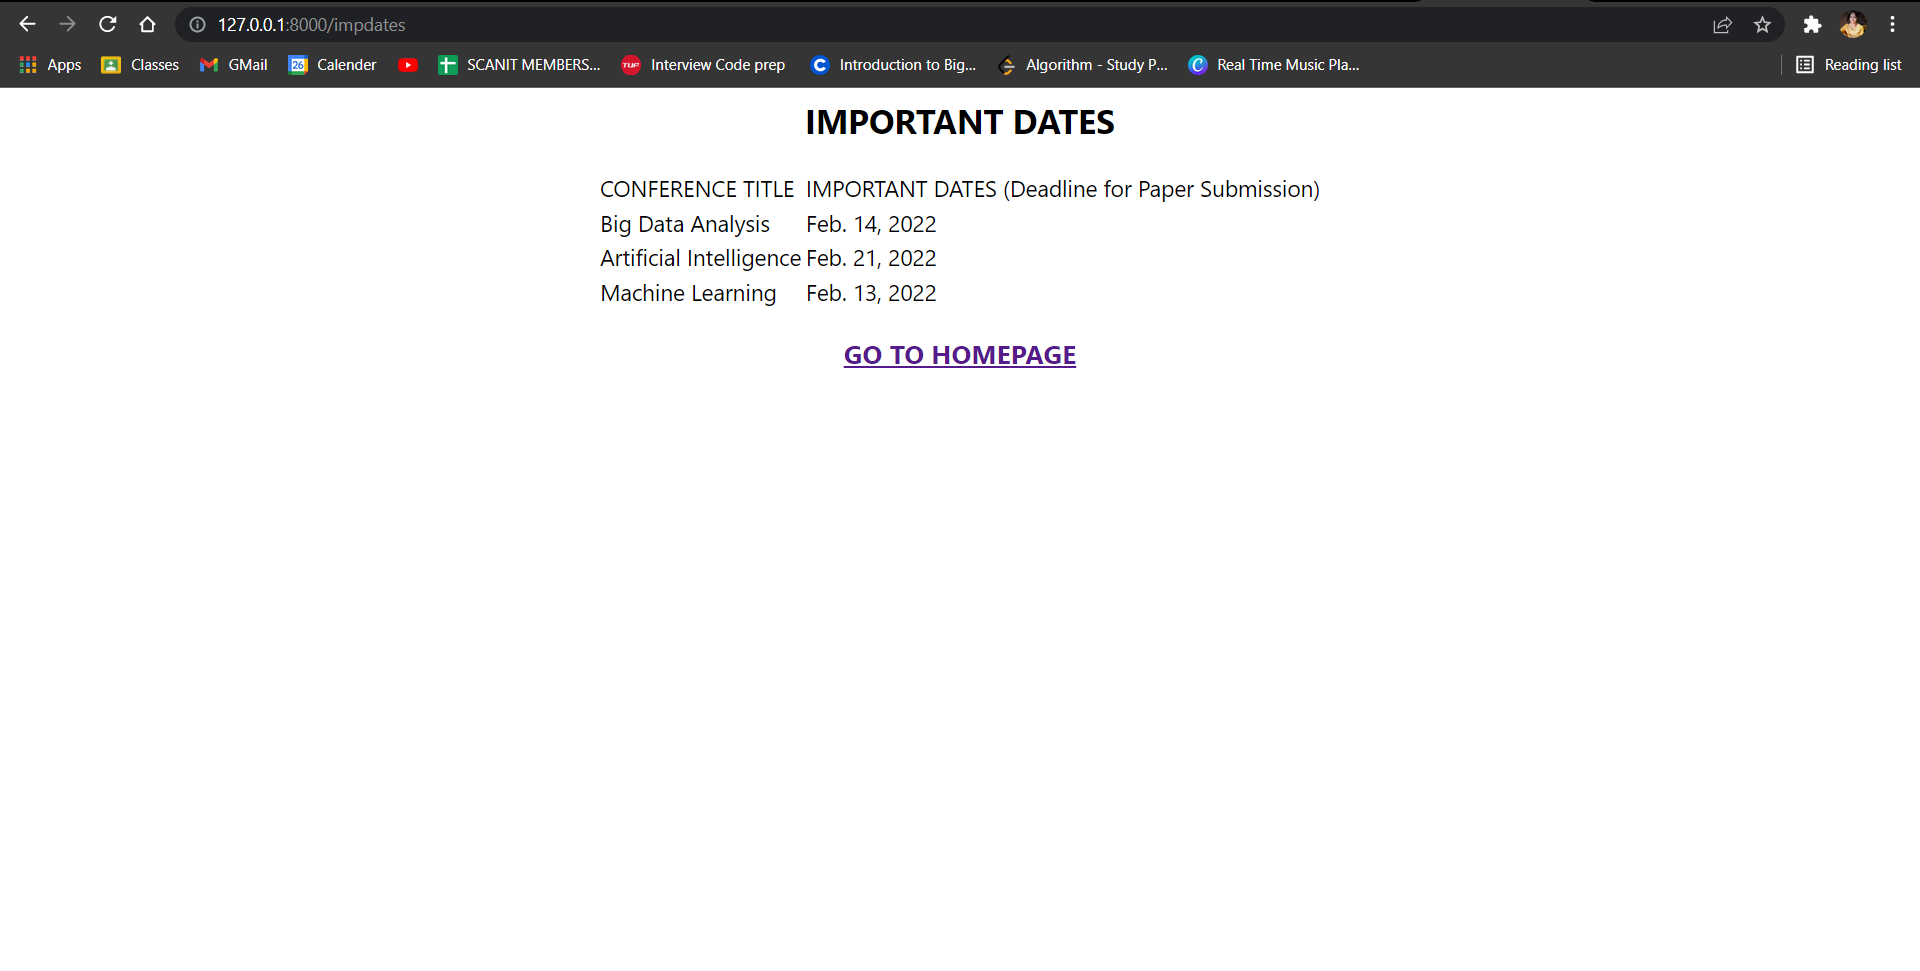 127.0.0.1:8000/impdates
Apps Classes GMail 26 Calender SCANIT MEMBERS... TUP Interview Code prep C Introduction to Big... Algorithm - Study P... C Real Time Music Pla... Reading list
IMPORTANT DATES
CONFERENCE TITLE IMPORTANT DATES (Deadline for Paper Submission)
Big Data Analysis Feb. 14, 2022
Artificial Intelligence Feb. 21, 2022
Machine Learning Feb. 13, 2022
GO TO HOMEPAGE